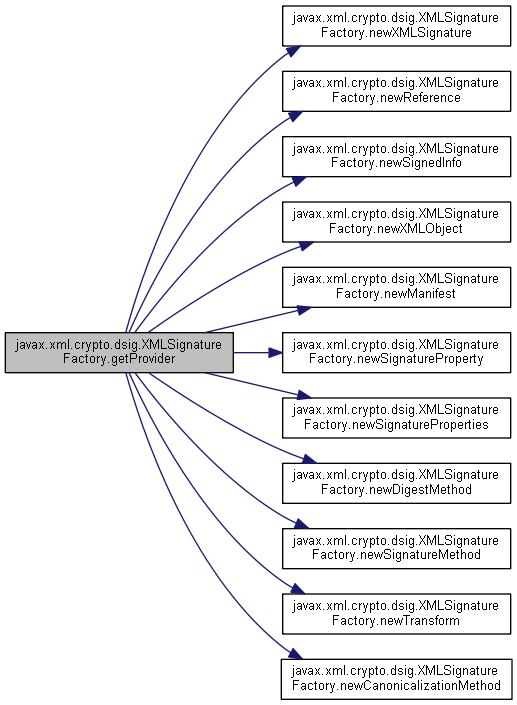 javax.xml.crypto.dsig.XMLSignature
Factory.newXMLSignature
javax.xml.crypto.dsig.XMLSignature
Factory.newReference
javax.xml.crypto.dsig.XMLSignature
Factory.newSignedInfo
javax.xml.crypto.dsig.XMLSignature
Factory.newXMLObject
javax.xml.crypto.dsig.XMLSignature
Factory.newManifest
javax.xml.crypto.dsig.XMLSignature
Factory.getProvider
javax.xml.crypto.dsig.XMLSignature
Factory.newSignatureProperty
javax.xml.crypto.dsig.XMLSignature
Factory.newSignatureProperties
javax.xml.crypto.dsig.XMLSignature
Factory.newDigestMethod
javax.xml.crypto.dsig.XMLSignature
Factory.newSignatureMethod
javax.xml.crypto.dsig.XMLSignature
Factory.newTransform
javax.xml.crypto.dsig.XMLSignature
Factory.newCanonicalizationMethod